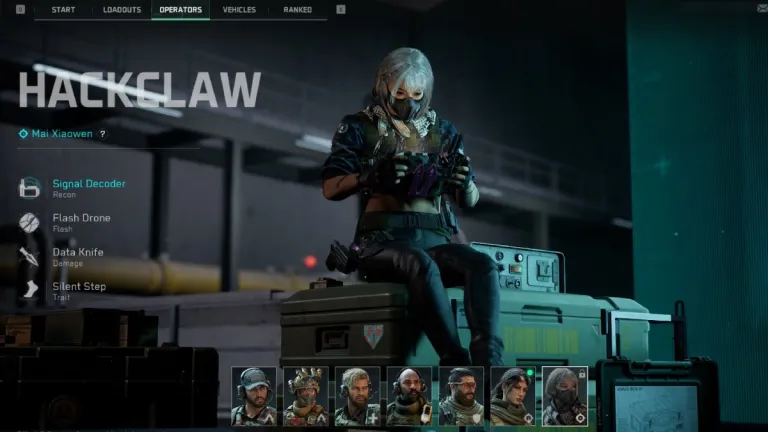 START
LOADOUTS
OPERATORS
VEHICLES
RANKED
HACKCLAW
Mai Xiaowen ?
Signal Decoder
Recon
Flash Drone
Flash
Data Knife
Damage
Silent Step
Trait